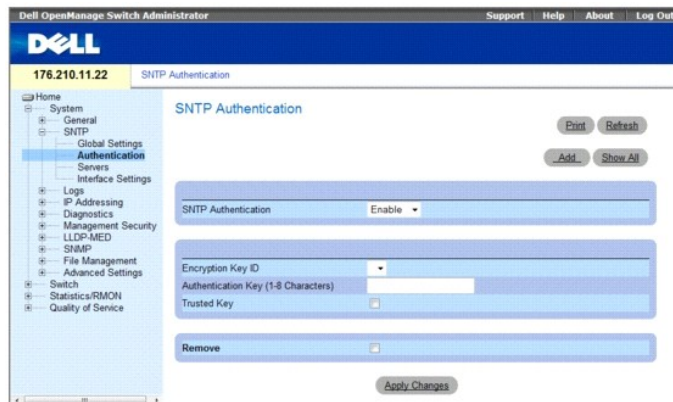 Dell OpenManage Switch Administrator
Support Help About Log Out
DELL
176.210.11.22
SNTP Authentication
Home
System
General
SNTP
Global Settings
Authentication
Servers
Interface Settings
Logs
IP Addressing
Diagnostics
Management Security
LLDP-MED
SNMP
File Management
Advanced Settings
Switch
Statistics/RMON
Quality of Service
SNTP Authentication
Print Refresh
Add Show All
SNTP Authentication Enable
Encryption Key ID
Authentication Key (1-8 Characters)
Trusted Key
Remove
Apply Changes